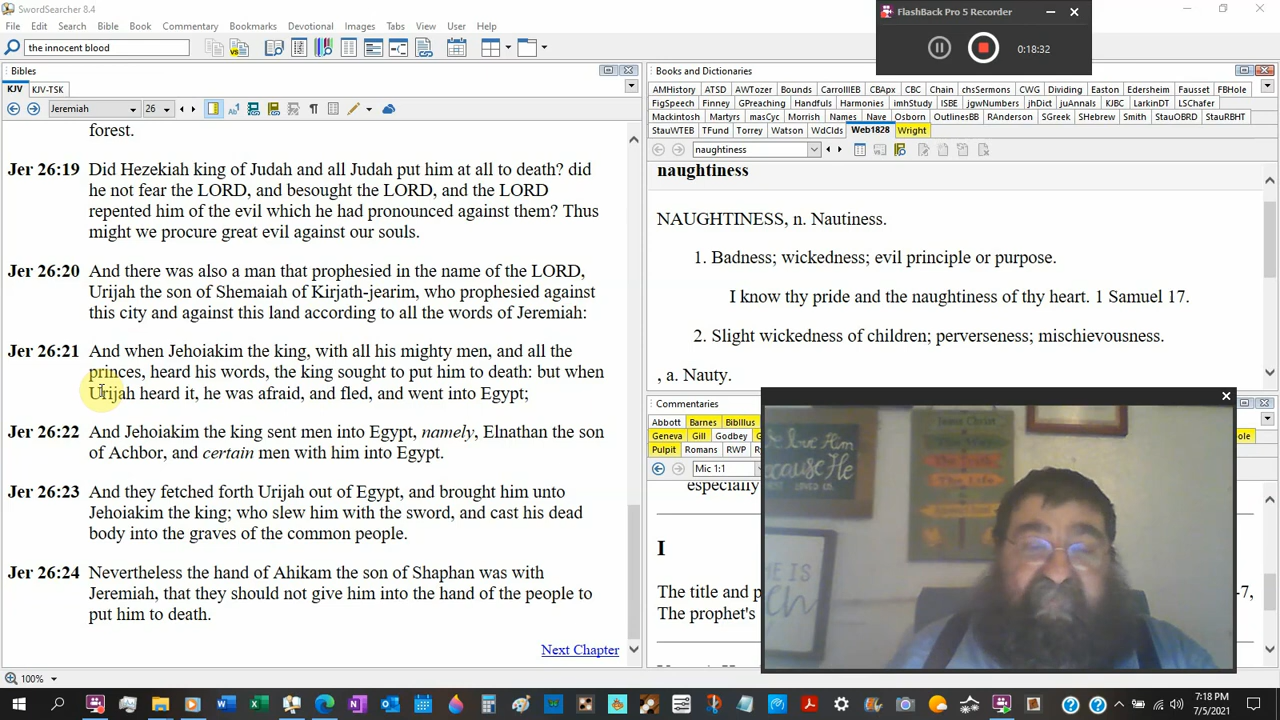 SwordSearcher 8.4
File Edit Search Bible Book Commentary Bookmarks Devotional Images Tabs View User Help
the innocent blood
FlashBack Pro 5 Recorder
0:18:32
Bibles
KJV KJV-TSK
Jeremiah 26
forest.
Jer 26:19 Did Hezekiah king of Judah and all Judah put him at all to death? did
he not fear the LORD, and besought the LORD, and the LORD
repented him of the evil which he had pronounced against them? Thus
might we procure great evil against our souls.
Jer 26:20 And there was also a man that prophesied in the name of the LORD,
Urijah the son of Shemaiah of Kirjath-jearim, who prophesied against
this city and against this land according to all the words of Jeremiah:
Jer 26:21 And when Jehoiakim the king, with all his mighty men, and all the
princes, heard his words, the king sought to put him to death: but when
Urijah heard it, he was afraid, and fled, and went into Egypt;
Jer 26:22 And Jehoiakim the king sent men into Egypt, namely, Elnathan the son
of Achbor, and certain men with him into Egypt.
Jer 26:23 And they fetched forth Urijah out of Egypt, and brought him unto
Jehoiakim the king; who slew him with the sword, and cast his dead
body into the graves of the common people.
Jer 26:24 Nevertheless the hand of Ahikam the son of Shaphan was with
Jeremiah, that they should not give him into the hand of the people to
put him to death.
Next Chapter
100%
Books and Dictionaries
AMHistory ATSD AWTozer Bounds CarrollIEB CBApx CBC Chain chsSermons CWG Dividing Easton Edersheim Fausset FBHole
FigSpeech Finney GPreaching Handfuls Harmonies imhStudy ISBE jgwNumbers jhDict juAnnals KJBC LarkinDT LSChafer
Mackintosh Martyrs masCyc Morrish Names Nave Osborn OutlinesBB RAnderson SGreek SHebrew Smith StauOBRD StauRBHT
StauWTEB TFund Torrey Watson WdClds Web1828 Wright
naughtiness
naughtiness
NAUGHTINESS, n. Nautiness.
1. Badness; wickedness; evil principle or purpose.
I know thy pride and the naughtiness of thy heart. 1 Samuel 17.
2. Slight wickedness of children; perverseness; mischievousness.
, a. Nauty.
Commentaries
Abbott Barnes BibIllus
Geneva Gill Godbey
Pulpit Romans RWP
Mic 1:1
especially
I
The title and p
-7,
The prophet's
I love Him
because He
FIRST LOVED US.
Jesus Christ
The Way
The Truth
The Life
7:18 PM
7/5/2021